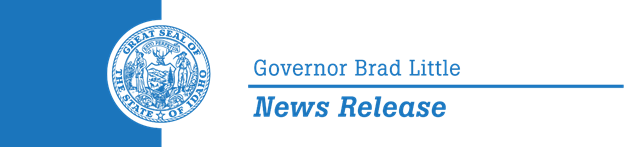 GREAT SEAL OF
THE STATE OF IDAHO
Governor Brad Little
News Release